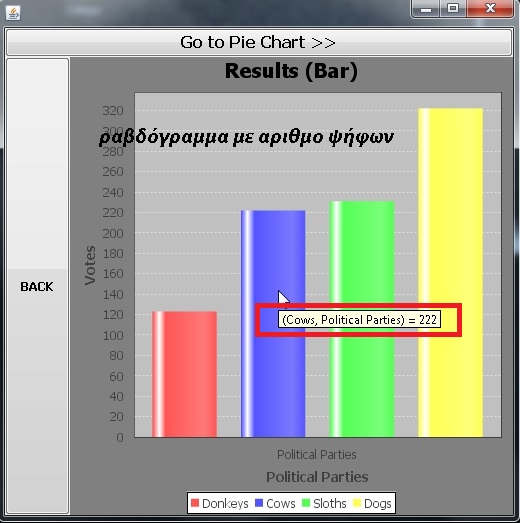 Go to Pie Chart >>
Results (Bar)
ραβδόγραμμα με αριθμο ψήφων
BACK
Votes
320
300
280
260
240
220
200
180
160
140
120
100
80
60
40
20
0
(Cows, Political Parties) = 222
Political Parties
Political Parties
Donkeys Cows Sloths Dogs